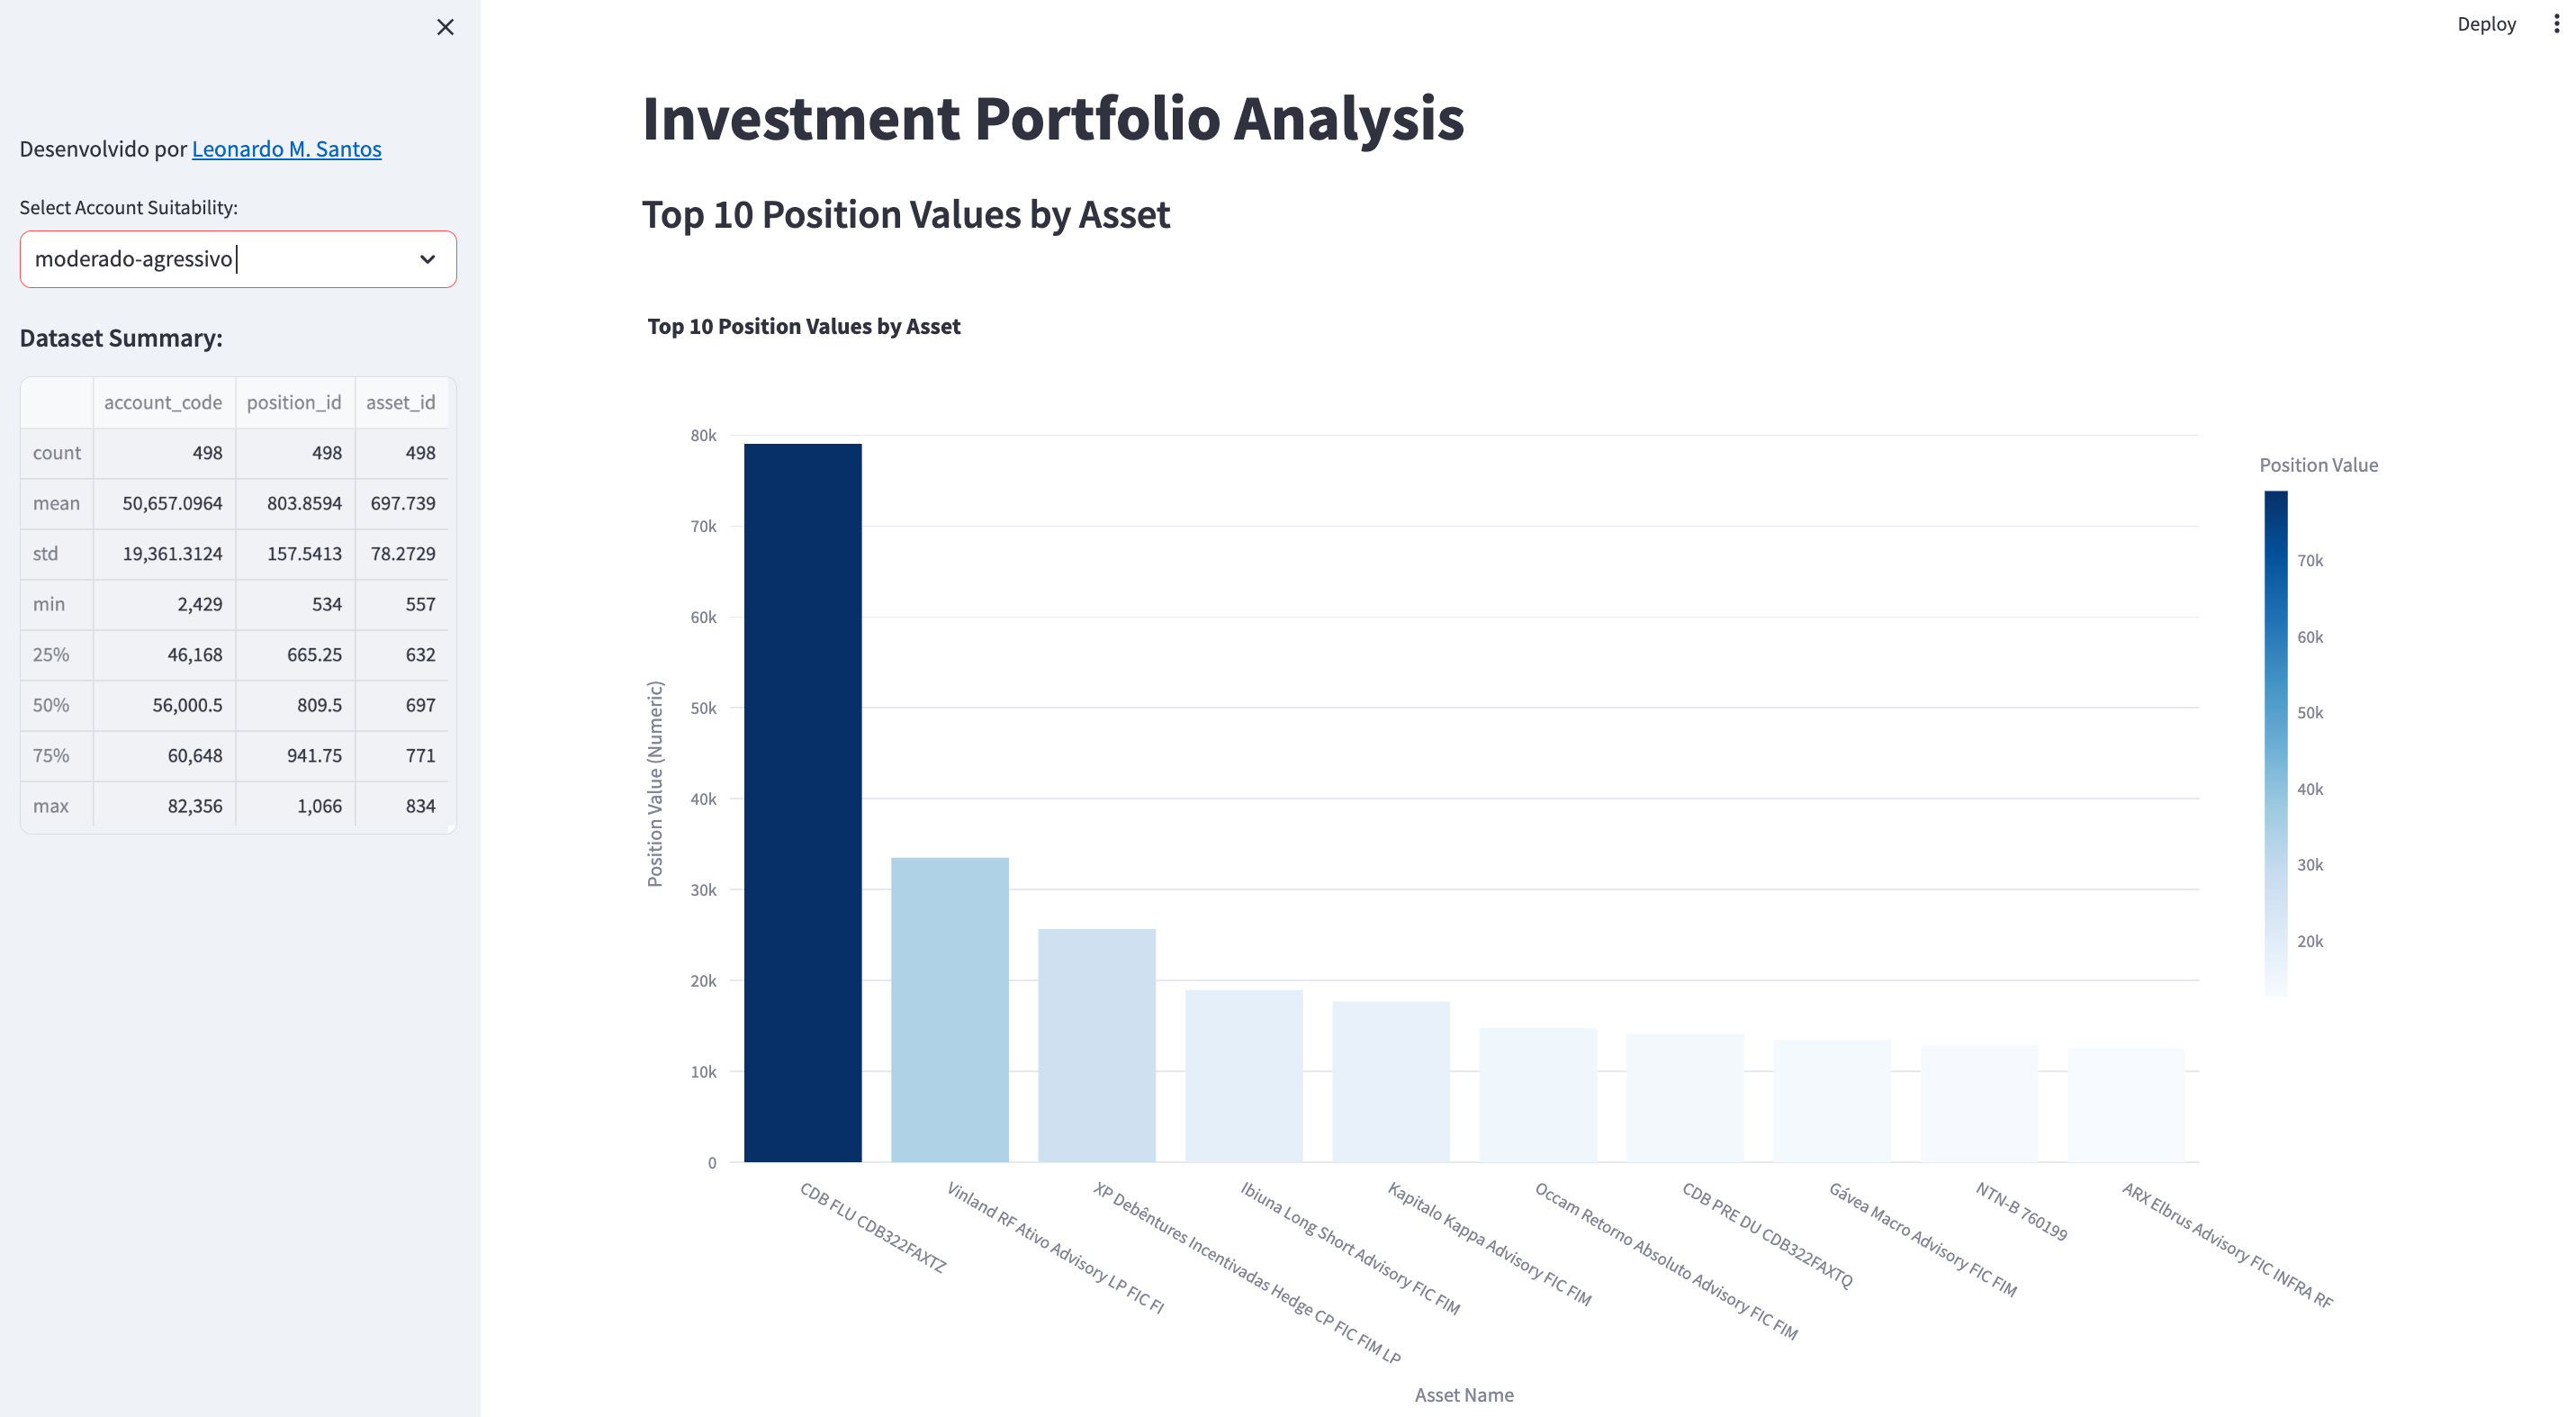 Deploy
Desenvolvido por Leonardo M. Santos
Select Account Suitability:
moderado-agressivo
Dataset Summary:
account_code position_id asset_id
count 498 498 498
mean 50,657.0964 803.8594 697.739
std 19,361.3124 157.5413 78.2729
min 2,429 534 557
25% 46,168 665.25 632
50% 56,000.5 809.5 697
75% 60,648 941.75 771
max 82,356 1,066 834
Investment Portfolio Analysis
Top 10 Position Values by Asset
Top 10 Position Values by Asset
Position Value (Numeric)
80k
70k
60k
50k
40k
30k
20k
10k
0
CDB FLU CDB322FAXTZ
Vinland RF Ativo Advisory LP FIC FI
XP Debêntures Incentivadas Hedge CP FIC FIM LP
Ibiuna Long Short Advisory FIC FIM
Kapitalo Kappa Advisory FIC FIM
Occam Retorno Absoluto Advisory FIC FIM
CDB PRE DU CDB322FAXTQ
Gávea Macro Advisory FIC FIM
NTN-B 760199
ARX Elbrus Advisory FIC INFRA RF
Asset Name
Position Value
70k
60k
50k
40k
30k
20k